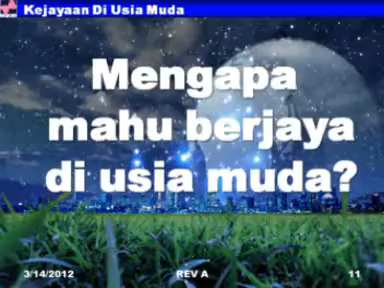 Kejayaan Di Usia Muda
Mengapa
mahu berjaya
di usia muda?
3/14/2012 REV A 11